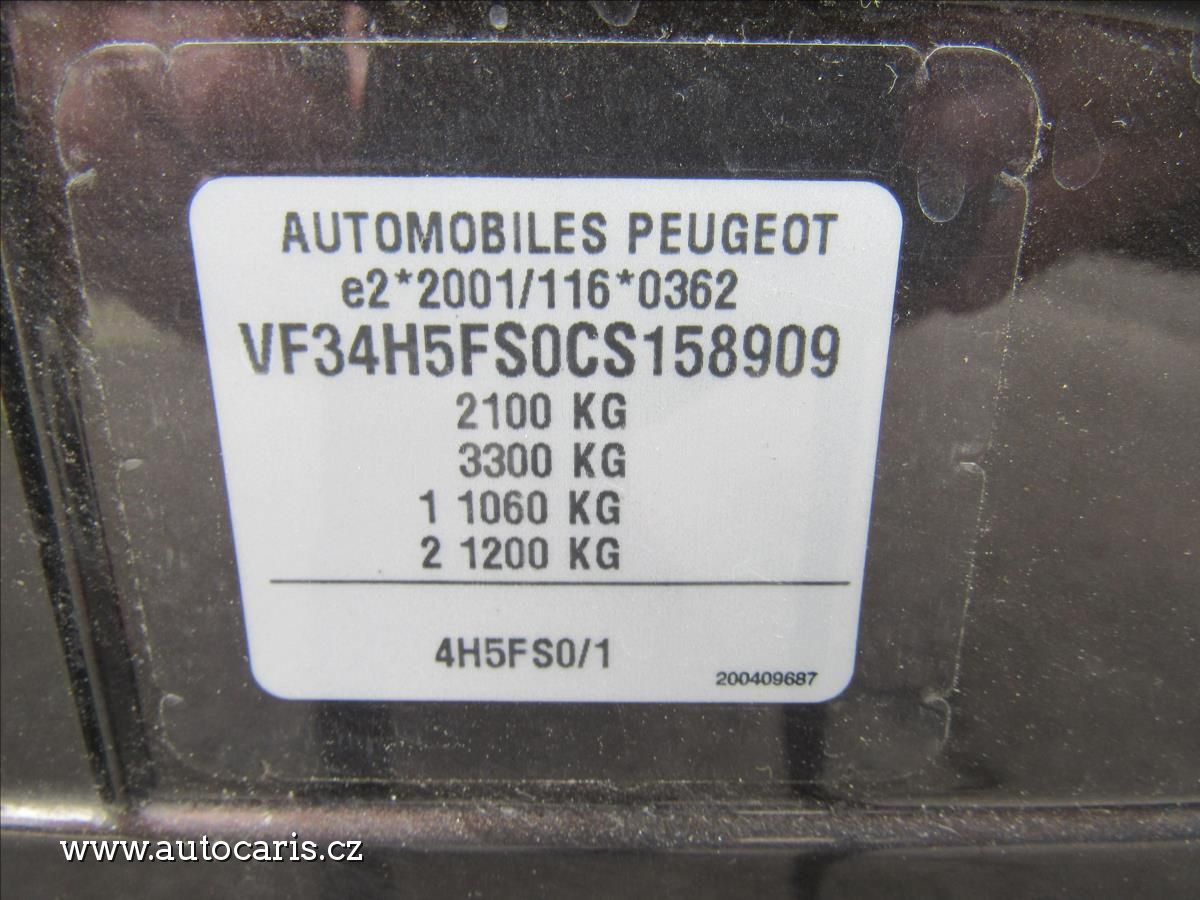 AUTOMOBILES PEUGEOT
e2*2001/116*0362
VF34H5FS0CS158909
2100 KG
3300 KG
1 1060 KG
2 1200 KG
4H5FS0/1
200409687
www.autocaris.cz